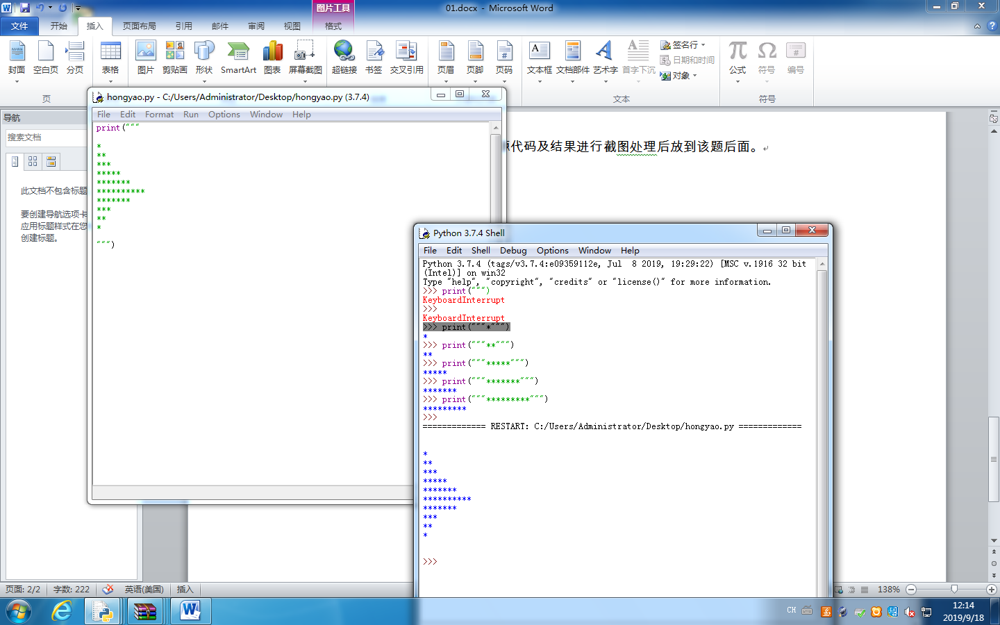 图片工具
01.docx - Microsoft Word
文件 开始 插入 页面布局 引用 邮件 审阅 视图 格式
封面 空白页 分页 表格 图片 剪贴画 形状 SmartArt 图表 屏幕截图 超链接 书签 交叉引用 页眉 页脚 页码 文本框 文档部件 艺术字 首字下沉 签名行 日期和时间 对象 公式 符号 编号
页 文本 符号
导航
搜索文档
此文档不包含标题
要创建导航选项卡
应用标题样式在您
创建标题。
代码及结果进行截图处理后放到该题后面。
hongyao.py - C:/Users/Administrator/Desktop/hongyao.py (3.7.4)
File Edit Format Run Options Window Help
print("""
*
**
***
*****
*******
**********
*******
***
**
*
""")
Python 3.7.4 Shell
File Edit Shell Debug Options Window Help
Python 3.7.4 (tags/v3.7.4:e09359112e, Jul  8 2019, 19:29:22) [MSC v.1916 32 bit
(Intel)] on win32
Type "help", "copyright", "credits" or "license()" for more information.
>>> print(""")
KeyboardInterrupt
>>>
KeyboardInterrupt
>>> print("""*""")
*
>>> print("""**""")
**
>>> print("""*****""")
*****
>>> print("""*******""")
*******
>>> print("""*********""")
*********
>>>
============= RESTART: C:/Users/Administrator/Desktop/hongyao.py =============
*
**
***
*****
*******
**********
*******
***
**
*
>>>
页面: 2/2 字数: 222 英语(美国) 插入 138%
CH 12:14
2019/9/18